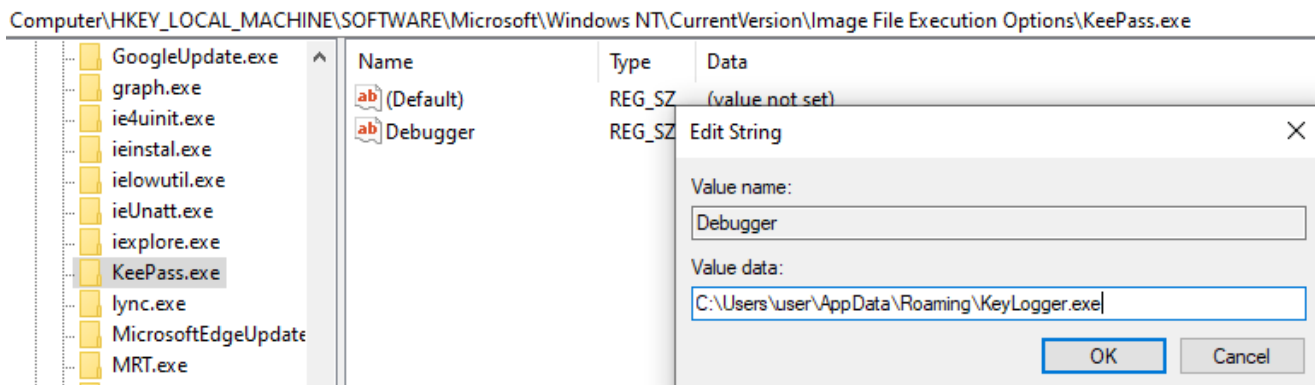 Computer\HKEY_LOCAL_MACHINE\SOFTWARE\Microsoft\Windows NT\CurrentVersion\Image File Execution Options\KeePass.exe
GoogleUpdate.exe
graph.exe
ie4uinit.exe
ieinstal.exe
ielowutil.exe
ieUnatt.exe
iexplore.exe
KeePass.exe
lync.exe
MicrosoftEdgeUpdate
MRT.exe
Name Type Data
ab (Default) REG_SZ (value not set)
ab Debugger REG_SZ
Edit String
Value name:
Debugger
Value data:
C:\Users\user\AppData\Roaming\KeyLogger.exe
OK Cancel